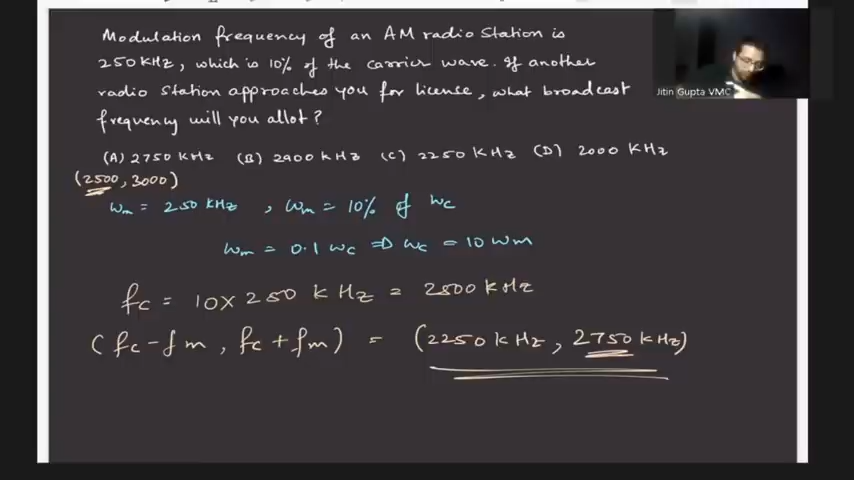 Modulation frequency of an AM radio Station is
250 KHz, which is 10% of the carrier wave. If another
radio Station approaches you for license, what broadcast
frequency will you allot?
(A) 2750 KHz (B) 2900 KHz (C) 2250 KHz (D) 2000 KHz
(2500, 3000)
ωm = 250 KHz , ωm = 10% of ωc
ωm = 0.1 ωc ⇒ ωc = 10 ωm
fc = 10 x 250 KHz = 2500 KHz
(fc - fm , fc + fm) = (2250 KHz, 2750 KHz)
Jitin Gupta VMC